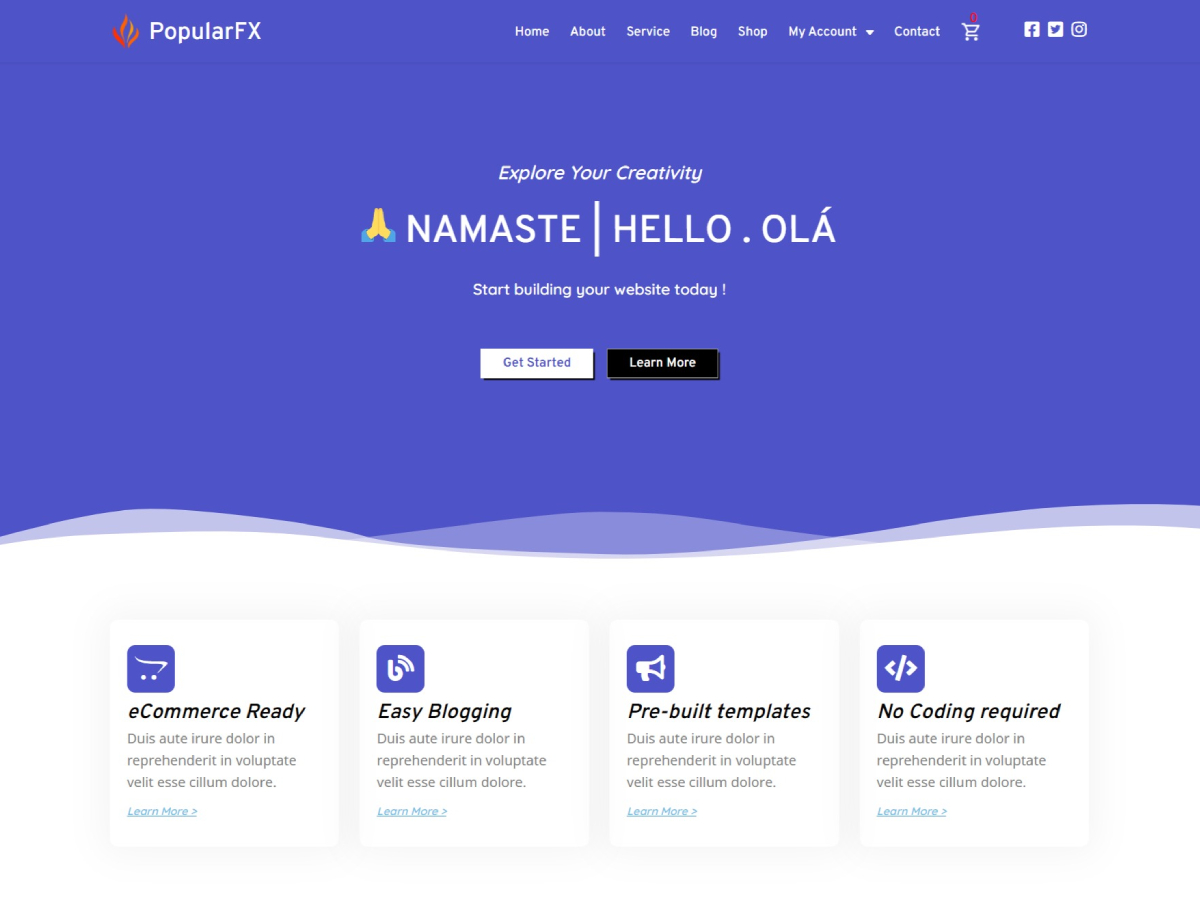 PopularFX
Home About Service Blog Shop My Account Contact 0
Explore Your Creativity
🙏 NAMASTE | HELLO . OLÁ
Start building your website today !
Get Started Learn More
eCommerce Ready
Duis aute irure dolor in
reprehenderit in voluptate
velit esse cillum dolore.
Learn More >
Easy Blogging
Duis aute irure dolor in
reprehenderit in voluptate
velit esse cillum dolore.
Learn More >
Pre-built templates
Duis aute irure dolor in
reprehenderit in voluptate
velit esse cillum dolore.
Learn More >
No Coding required
Duis aute irure dolor in
reprehenderit in voluptate
velit esse cillum dolore.
Learn More >